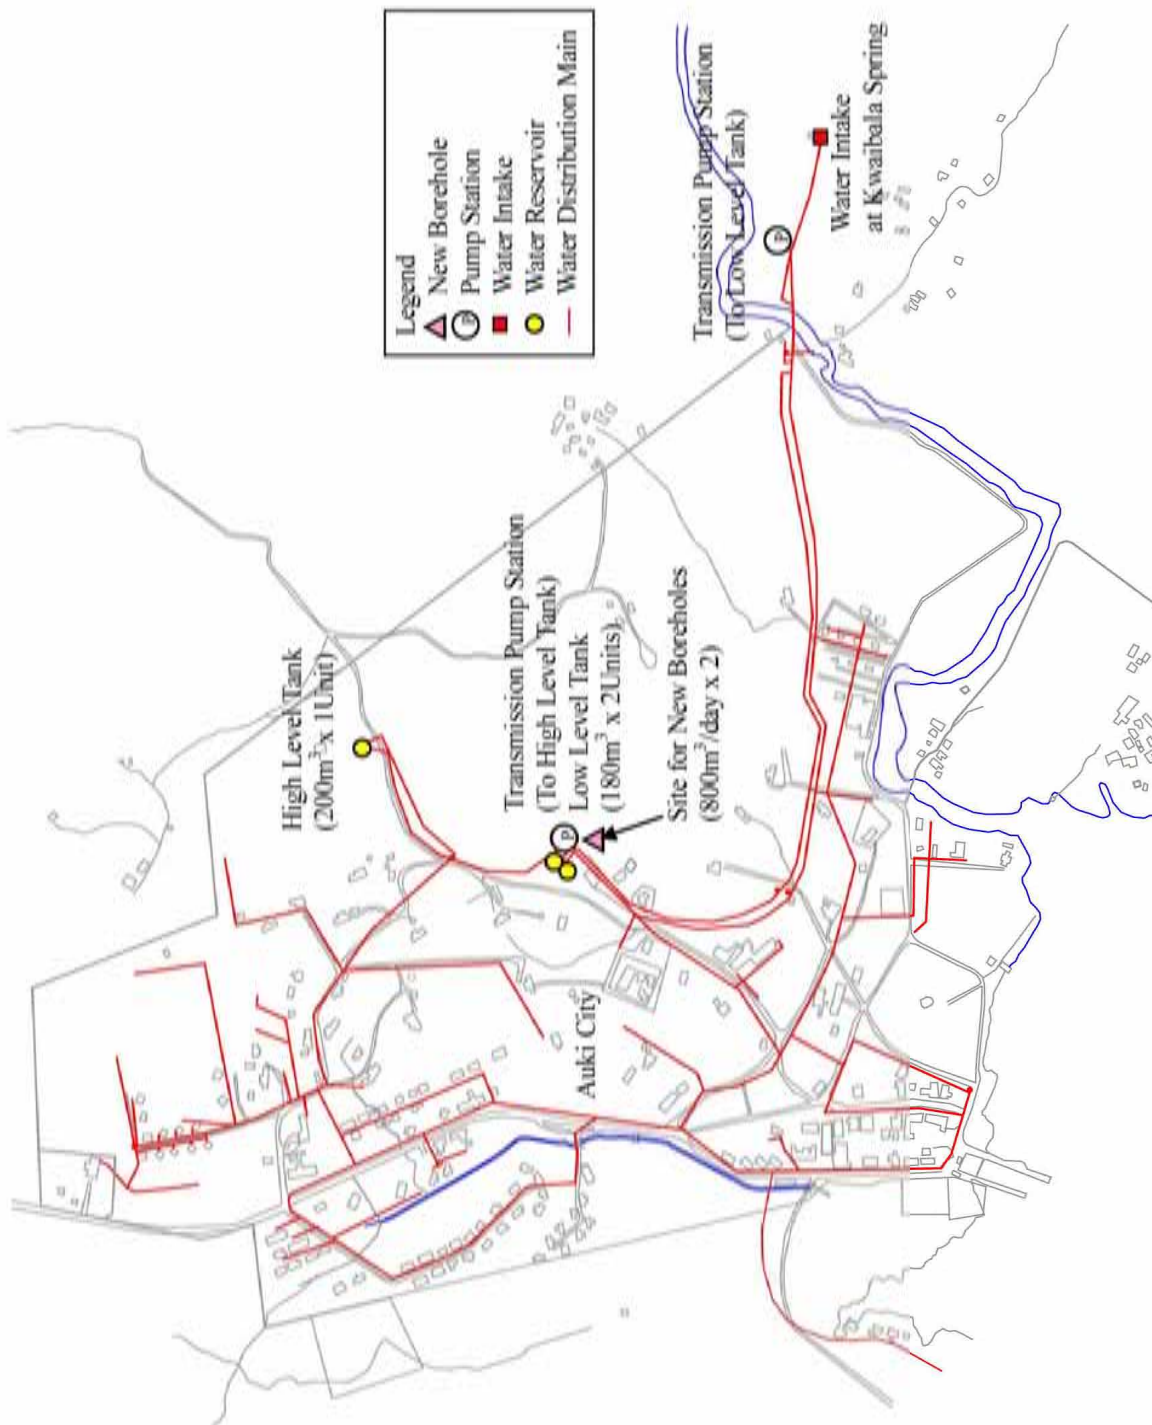 Legend
New Borehole
P Pump Station
Water Intake
Water Reservoir
Water Distribution Main
High Level Tank
(200m³ x 1Unit)
Transmission Pump Station
(To High Level Tank)
Low Level Tank
(180m³ x 2Units)
P
Site for New Boreholes
(800m³/day x 2)
Auki City
Transmission Pump Station
(To Low Level Tank)
P
Water Intake
at Kwaibala Spring